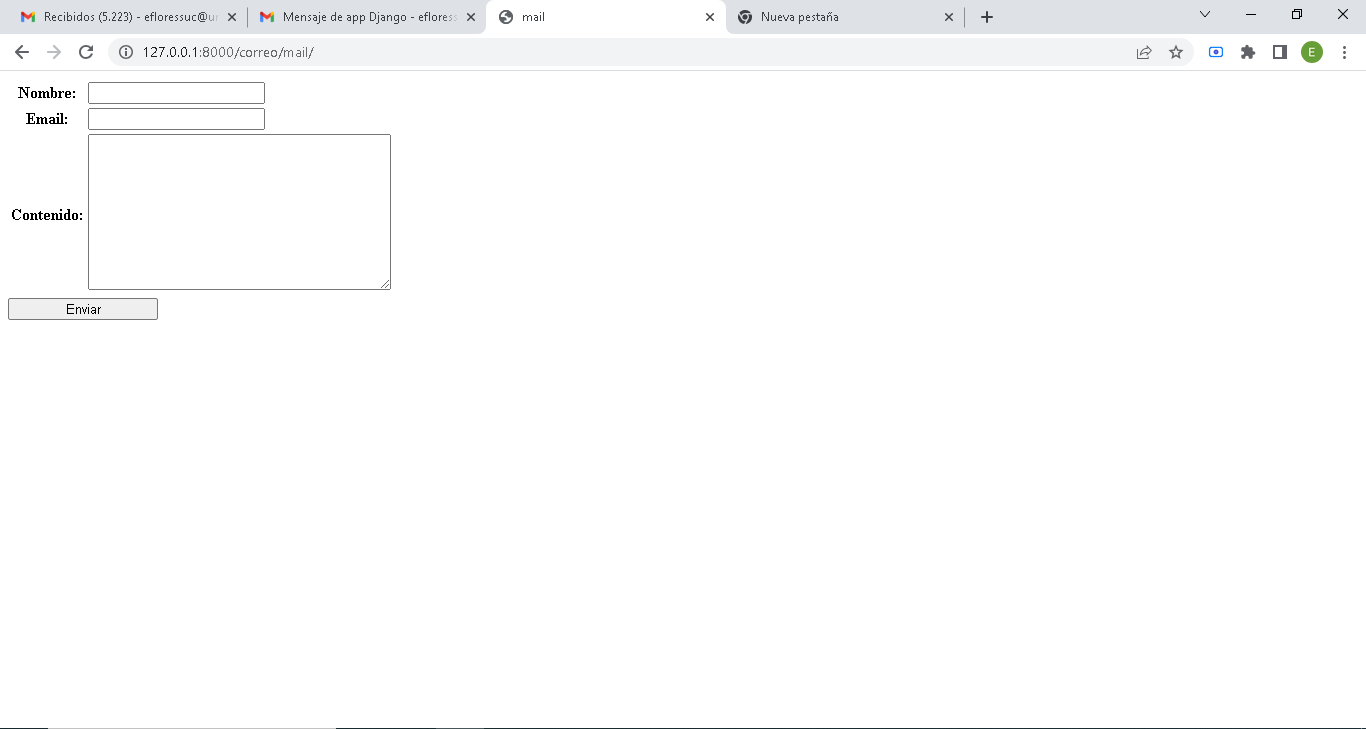 Recibidos (5.223) - efloressuc@
Mensaje de app Django - efloress
mail
Nueva pestaña
127.0.0.1:8000/correo/mail/
E
Nombre:
Email:
Contenido:
Enviar